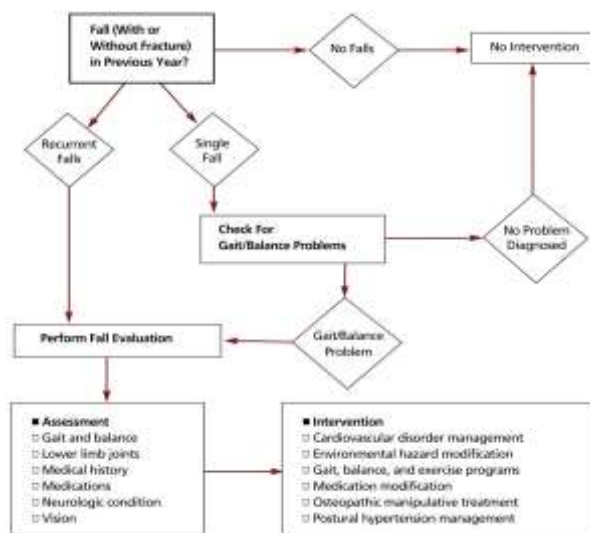 Fall (With or
Without Fracture)
in Previous Year?
No Falls
No Intervention
Recurrent
Falls
Single
Fall
Check For
Gait/Balance Problems
No Problem
Diagnosed
Perform Fall Evaluation
Gait/Balance
Problem
■ Assessment
□ Gait and balance
□ Lower limb joints
□ Medical history
□ Medications
□ Neurologic condition
□ Vision
■ Intervention
□ Cardiovascular disorder management
□ Environmental hazard modification
□ Gait, balance, and exercise programs
□ Medication modification
□ Osteopathic manipulative treatment
□ Postural hypertension management